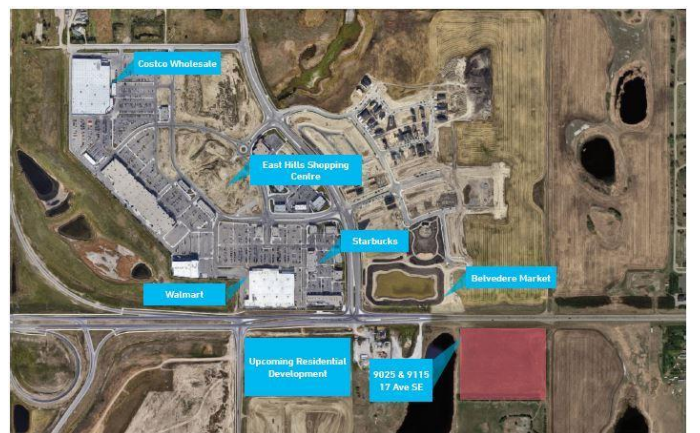 Costco Wholesale
East Hills Shopping
Centre
Starbucks
Belvedere Market
Walmart
Upcoming Residential
Development
9025 & 9115
17 Ave SE